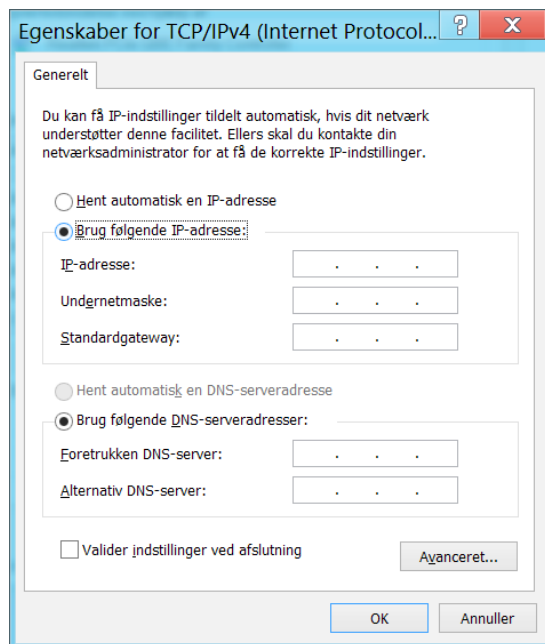 Egenskaber for TCP/IPv4 (Internet Protocol...
Generelt
Du kan få IP-indstillinger tildelt automatisk, hvis dit netværk
understøtter denne facilitet. Ellers skal du kontakte din
netværksadministrator for at få de korrekte IP-indstillinger.
Hent automatisk en IP-adresse
Brug følgende IP-adresse:
IP-adresse:
Undernetmaske:
Standardgateway:
Hent automatisk en DNS-serveradresse
Brug følgende DNS-serveradresser:
Foretrukken DNS-server:
Alternativ DNS-server:
Valider indstillinger ved afslutning
Avanceret...
OK Annuller